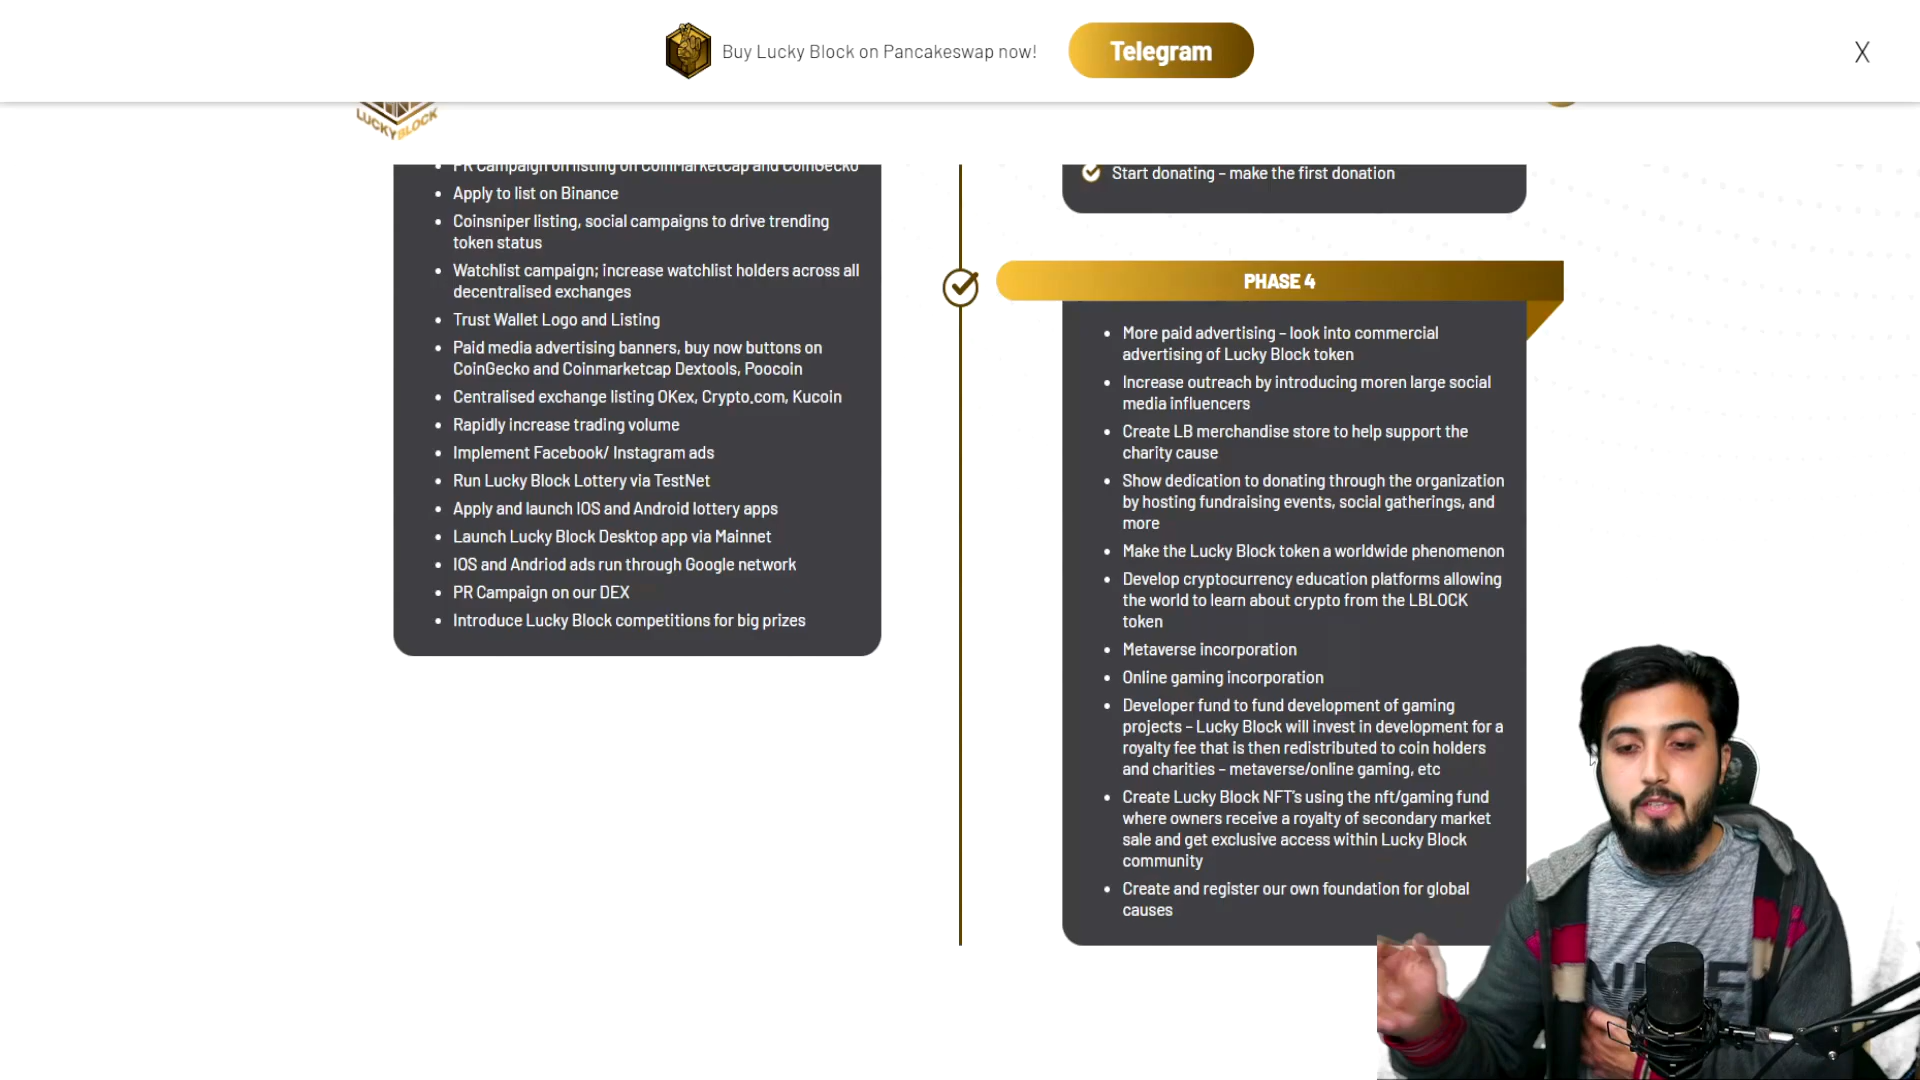 Buy Lucky Block on Pancakeswap now!
Telegram
X
LUCKY BLOCK
PR Campaign on listing on CoinMarketCap and CoinGecko
Apply to list on Binance
Coinsniper listing, social campaigns to drive trending
token status
Watchlist campaign; increase watchlist holders across all
decentralised exchanges
Trust Wallet Logo and Listing
Paid media advertising banners, buy now buttons on
CoinGecko and Coinmarketcap Dextools, Poocoin
Centralised exchange listing OKex, Crypto.com, Kucoin
Rapidly increase trading volume
Implement Facebook/ Instagram ads
Run Lucky Block Lottery via TestNet
Apply and launch IOS and Android lottery apps
Launch Lucky Block Desktop app via Mainnet
IOS and Andriod ads run through Google network
PR Campaign on our DEX
Introduce Lucky Block competitions for big prizes
Start donating – make the first donation
PHASE 4
More paid advertising – look into commercial
advertising of Lucky Block token
Increase outreach by introducing moren large social
media influencers
Create LB merchandise store to help support the
charity cause
Show dedication to donating through the organization
by hosting fundraising events, social gatherings, and
more
Make the Lucky Block token a worldwide phenomenon
Develop cryptocurrency education platforms allowing
the world to learn about crypto from the LBLOCK
token
Metaverse incorporation
Online gaming incorporation
Developer fund to fund development of gaming
projects – Lucky Block will invest in development for a
royalty fee that is then redistributed to coin holders
and charities – metaverse/online gaming, etc
Create Lucky Block NFT's using the nft/gaming fund
where owners receive a royalty of secondary market
sale and get exclusive access within Lucky Block
community
Create and register our own foundation for global
causes